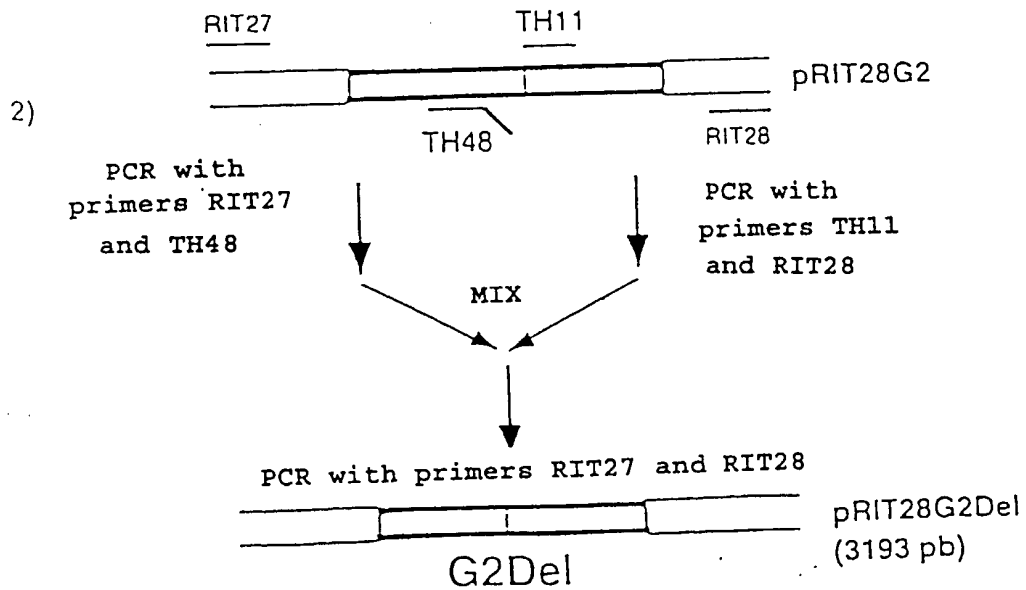 RIT27
TH11
pRIT28G2
2)
TH48
RIT28
PCR with
primers RIT27
and TH48
PCR with
primers TH11
and RIT28
MIX
PCR with primers RIT27 and RIT28
pRIT28G2Del
(3193 pb)
G2Del